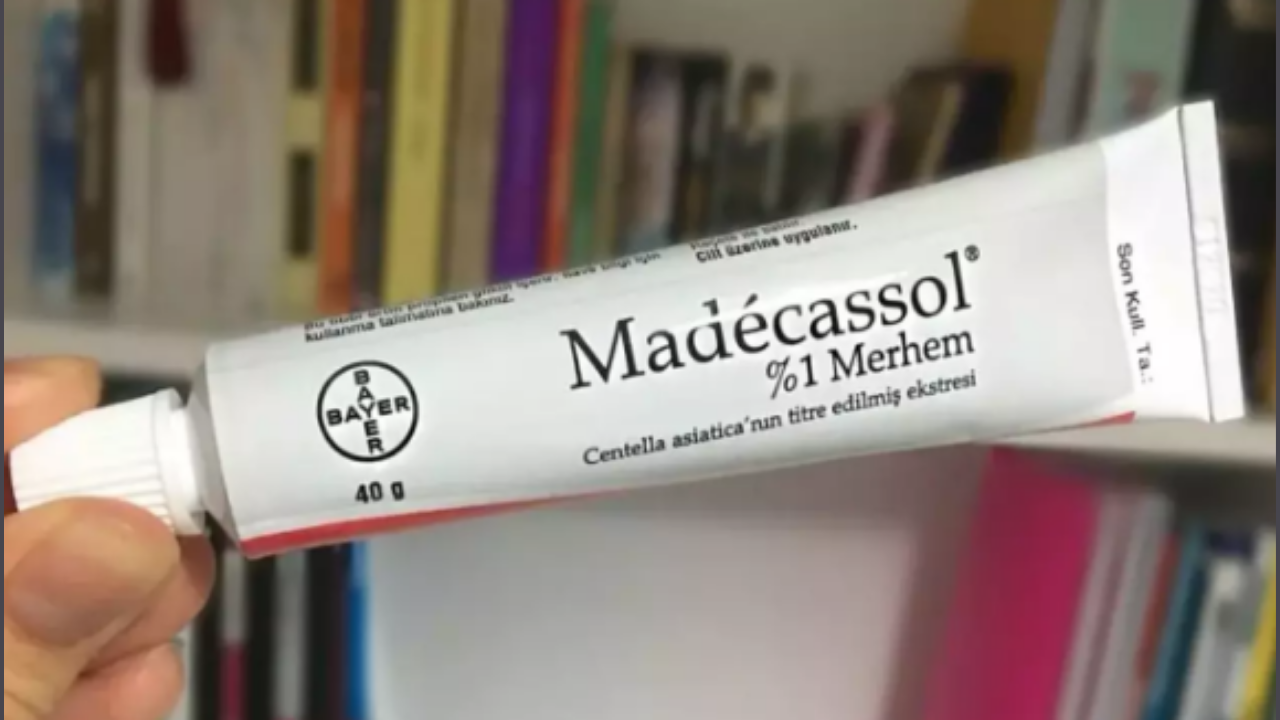 kullanma talimatına bakınız.
Cilt üzerine uygulanır.
Madécassol®
%1 Merhem
Centella asiatica'nın titre edilmiş ekstresi
BAYER
BAYER
40 g
Son Kull. Ta.: